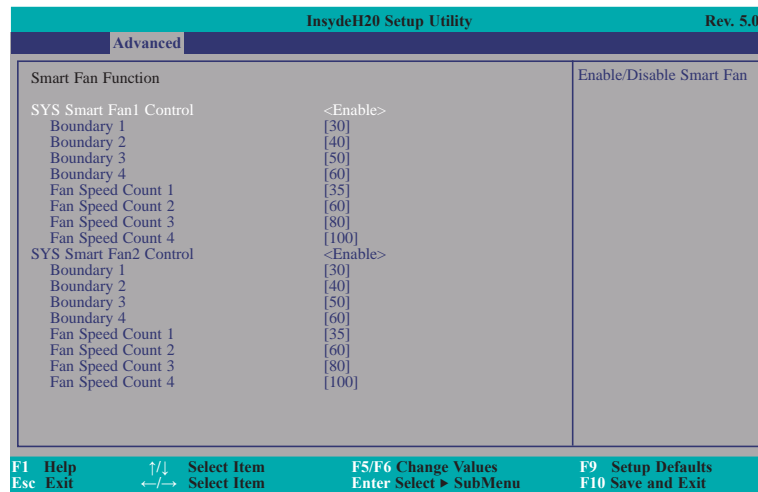 InsydeH20 Setup Utility Rev. 5.0
Advanced
Smart Fan Function Enable/Disable Smart Fan
SYS Smart Fan1 Control <Enable>
Boundary 1 [30]
Boundary 2 [40]
Boundary 3 [50]
Boundary 4 [60]
Fan Speed Count 1 [35]
Fan Speed Count 2 [60]
Fan Speed Count 3 [80]
Fan Speed Count 4 [100]
SYS Smart Fan2 Control <Enable>
Boundary 1 [30]
Boundary 2 [40]
Boundary 3 [50]
Boundary 4 [60]
Fan Speed Count 1 [35]
Fan Speed Count 2 [60]
Fan Speed Count 3 [80]
Fan Speed Count 4 [100]
F1 Help ↑/↓ Select Item F5/F6 Change Values F9 Setup Defaults
Esc Exit ←/→ Select Item Enter Select ► SubMenu F10 Save and Exit